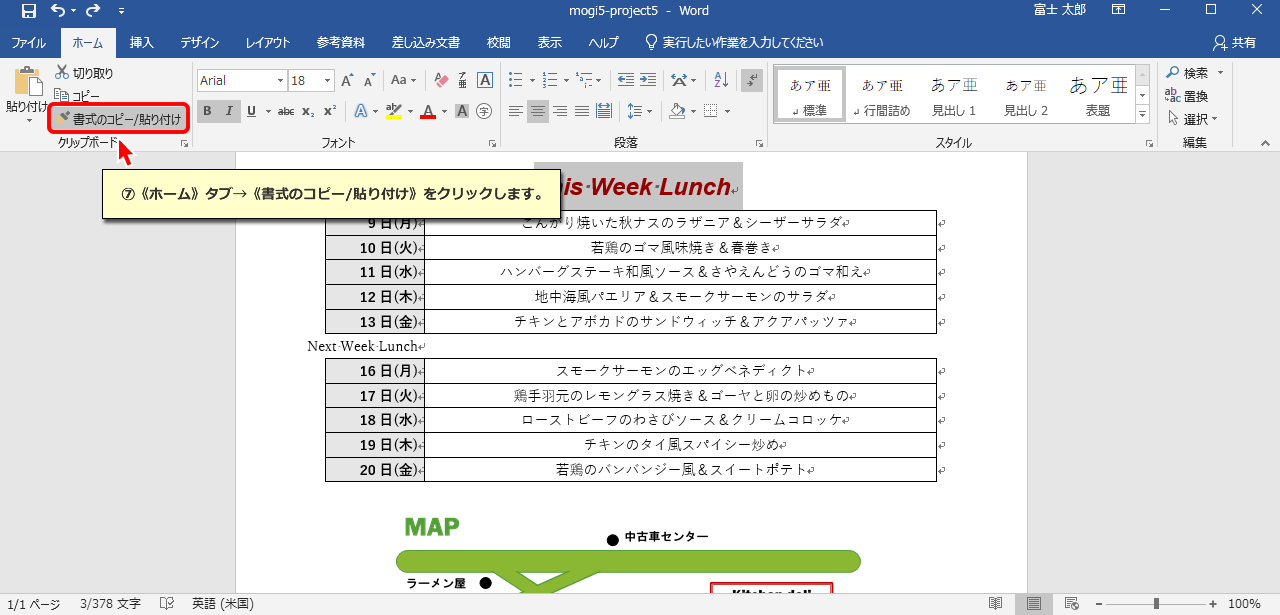 mogi5-project5 - Word
富士 太郎
ファイル ホーム 挿入 デザイン レイアウト 参考資料 差し込み文書 校閲 表示 ヘルプ 実行したい作業を入力してください 共有
貼り付け
切り取り
コピー
書式のコピー/貼り付け
クリップボード
Arial 18
フォント
段落
あア亜 あア亜 あア亜 あア亜 あア亜
標準 行間詰め 見出し 1 見出し 2 表題
スタイル
検索
置換
選択
編集
⑦《ホーム》タブ→《書式のコピー/貼り付け》をクリックします。
Week Lunch
9 日(月) こんがり焼いた秋ナスのラザニア＆シーザーサラダ
10 日(火) 若鶏のゴマ風味焼き＆春巻き
11 日(水) ハンバーグステーキ和風ソース＆さやえんどうのゴマ和え
12 日(木) 地中海風パエリア＆スモークサーモンのサラダ
13 日(金) チキンとアボカドのサンドウィッチ＆アクアパッツァ
Next Week Lunch
16 日(月) スモークサーモンのエッグベネディクト
17 日(火) 鶏手羽元のレモングラス焼き＆ゴーヤと卵の炒めもの
18 日(水) ローストビーフのわさびソース＆クリームコロッケ
19 日(木) チキンのタイ風スパイシー炒め
20 日(金) 若鶏のバンバンジー風＆スイートポテト
MAP
中古車センター
ラーメン屋
1/1 ページ 3/378 文字 英語 (米国) 100%